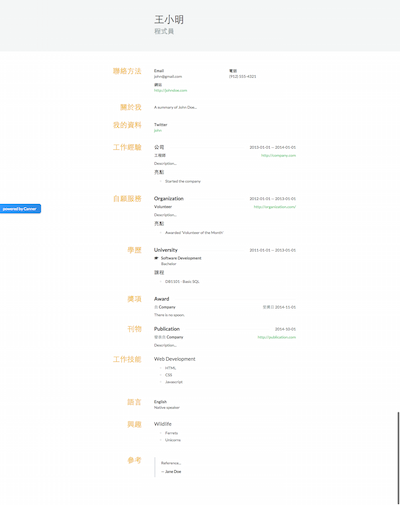 王小明
程式員
聯絡方法
Email
電話
john@gmail.com
(912) 555-4321
網站
http://johndoe.com
關於我
A summary of John Doe...
我的資料
Twitter
john
工作經驗
公司
2013-01-01 — 2014-01-01
工程師
http://company.com
Description...
亮點
Started the company
自願服務
Organization
2012-01-01 — 2013-01-01
Volunteer
http://organization.com/
Description...
亮點
Awarded 'Volunteer of the Month'
學歷
University
2011-01-01 — 2013-01-01
Software Development
Bachelor
課程
DB1101 - Basic SQL
獎項
Award
由 Company
2014-11-01
There is no spoon.
刊物
Publication
2014-10-01
發佈自 Company
http://publication.com
Description...
工作技能
Web Development
HTML
CSS
Javascript
語言
English
Native speaker
興趣
Wildlife
Ferrets
Unicorns
參考
Reference...
— Jane Doe
powered by Canner